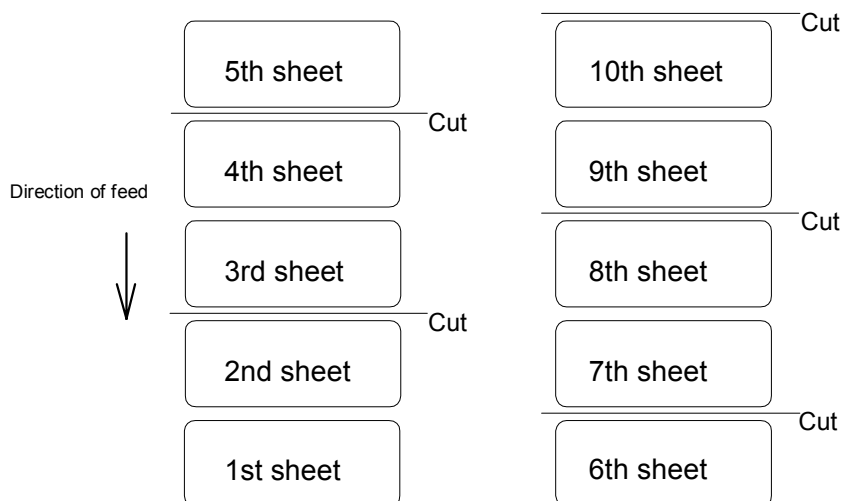 Cut
5th sheet
10th sheet
Cut
4th sheet
9th sheet
Direction of feed
Cut
3rd sheet
8th sheet
Cut
2nd sheet
7th sheet
Cut
1st sheet
6th sheet